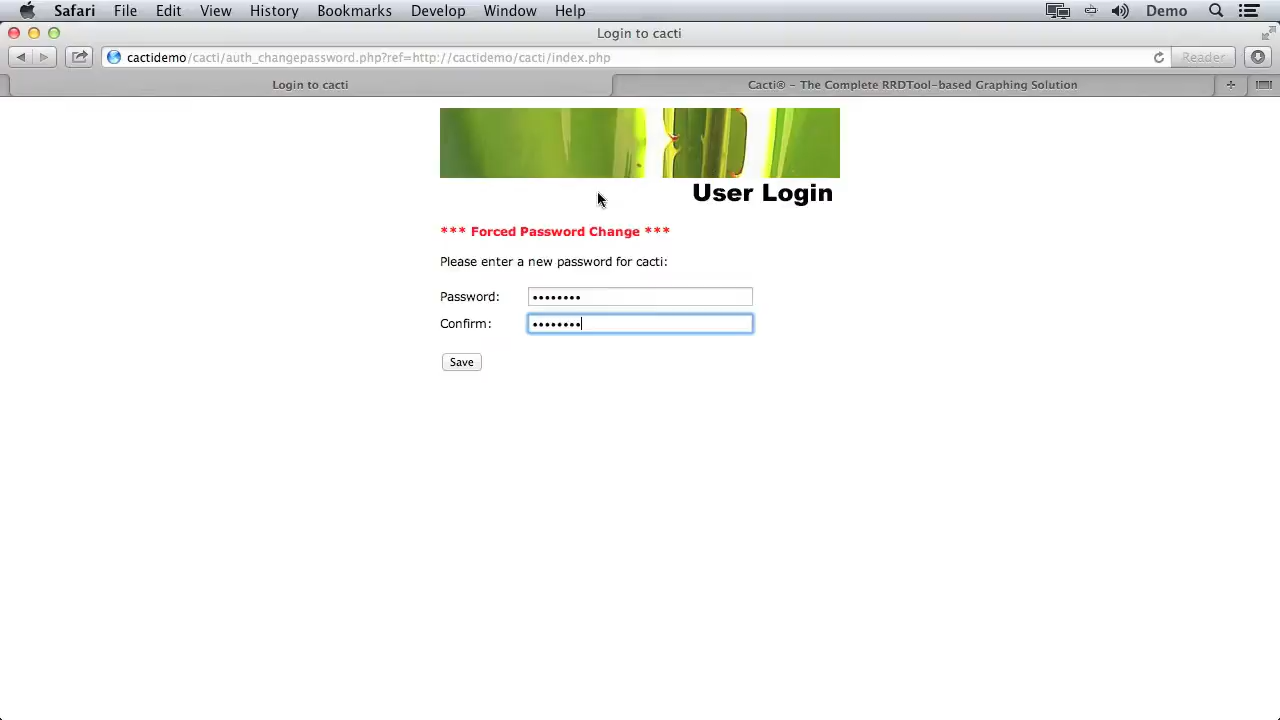 Safari File Edit View History Bookmarks Develop Window Help Demo
Login to cacti
cactidemo/cacti/auth_changepassword.php?ref=http://cactidemo/cacti/index.php Reader
Login to cacti Cacti® - The Complete RRDTool-based Graphing Solution +
User Login
*** Forced Password Change ***
Please enter a new password for cacti:
Password: ••••••••
Confirm: ••••••••
Save